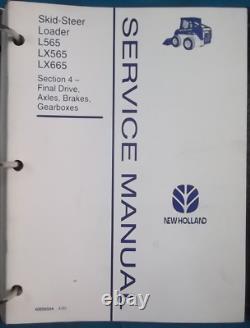 Skid-Steer
Loader
L565
LX565
LX665
Section 4 –
Final Drive,
Axles, Brakes,
Gearboxes
SERVICE MANUAL
NEW HOLLAND